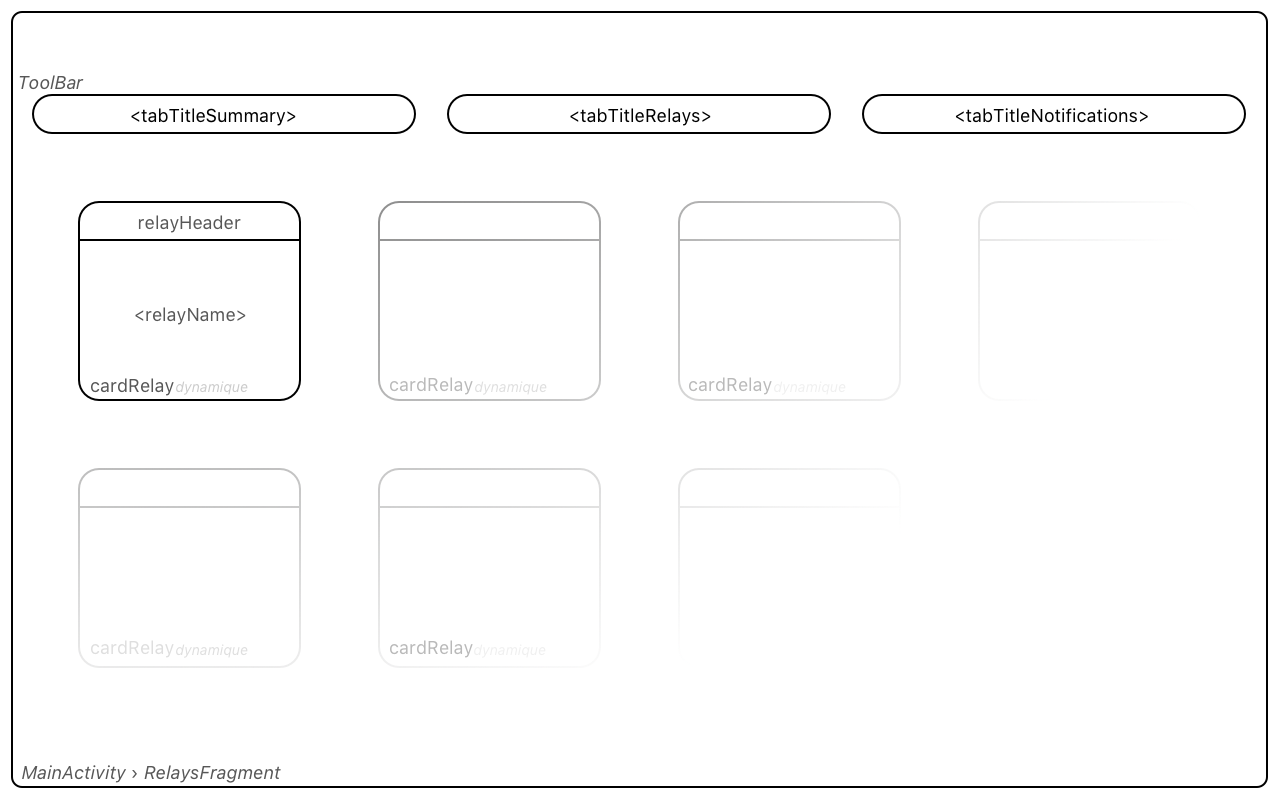 ToolBar
<tabTitleSummary>
<tabTitleRelays>
<tabTitleNotifications>
relayHeader
<relayName>
cardRelay dynamique
cardRelay dynamique
cardRelay dynamique
cardRelay dynamique
cardRelay dynamique
MainActivity › RelaysFragment